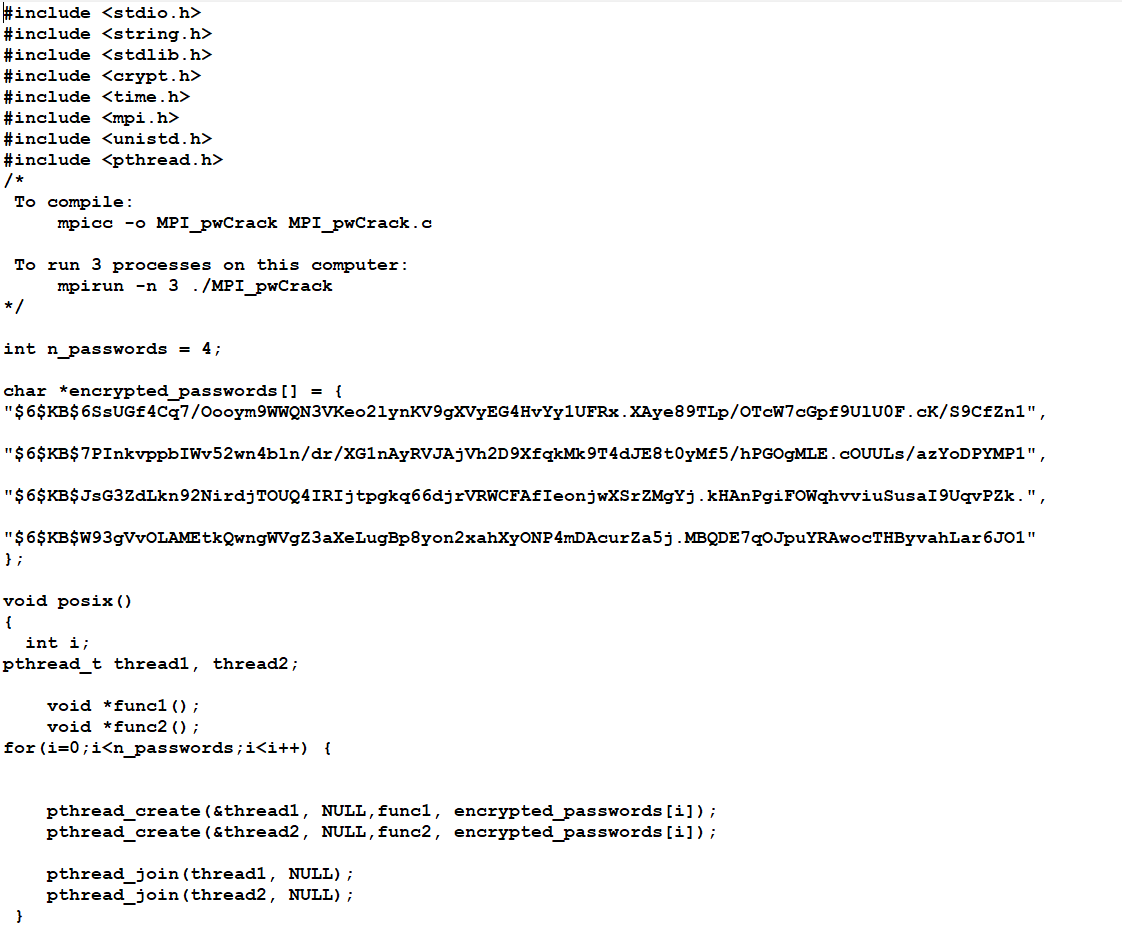 #include <stdio.h>
#include <string.h>
#include <stdlib.h>
#include <crypt.h>
#include <time.h>
#include <mpi.h>
#include <unistd.h>
#include <pthread.h>
/*
 To compile:
     mpicc -o MPI_pwCrack MPI_pwCrack.c

 To run 3 processes on this computer:
     mpirun -n 3 ./MPI_pwCrack
*/

int n_passwords = 4;

char *encrypted_passwords[] = {
"$6$KB$6SsUGf4Cq7/Oooym9WWQN3VKeo2lynKV9gXVyEG4HvYy1UFRx.XAye89TLp/OTcW7cGpf9UlU0F.cK/S9CfZn1",

"$6$KB$7PInkvppbIWv52wn4bln/dr/XG1nAyRVJAjVh2D9XfqkMk9T4dJE8t0yMf5/hPGOgMLE.cOUULs/azYoDPYMP1",

"$6$KB$JsG3ZdLkn92NirdjTOUQ4IRIjtpgkq66djrVRWCFAfIeonjwXSrZMgYj.kHAnPgiFOWqhvviuSusaI9UqvPZk.",

"$6$KB$W93gVvOLAMEtkQwngWVgZ3aXeLugBp8yon2xahXyONP4mDAcurZa5j.MBQDE7qOJpuYRAwocTHByvahLar6JO1"
};

void posix()
{
  int i;
pthread_t thread1, thread2;

    void *func1();
    void *func2();
for(i=0;i<n_passwords;i<i++) {


    pthread_create(&thread1, NULL,func1, encrypted_passwords[i]);
    pthread_create(&thread2, NULL,func2, encrypted_passwords[i]);

    pthread_join(thread1, NULL);
    pthread_join(thread2, NULL);
 }